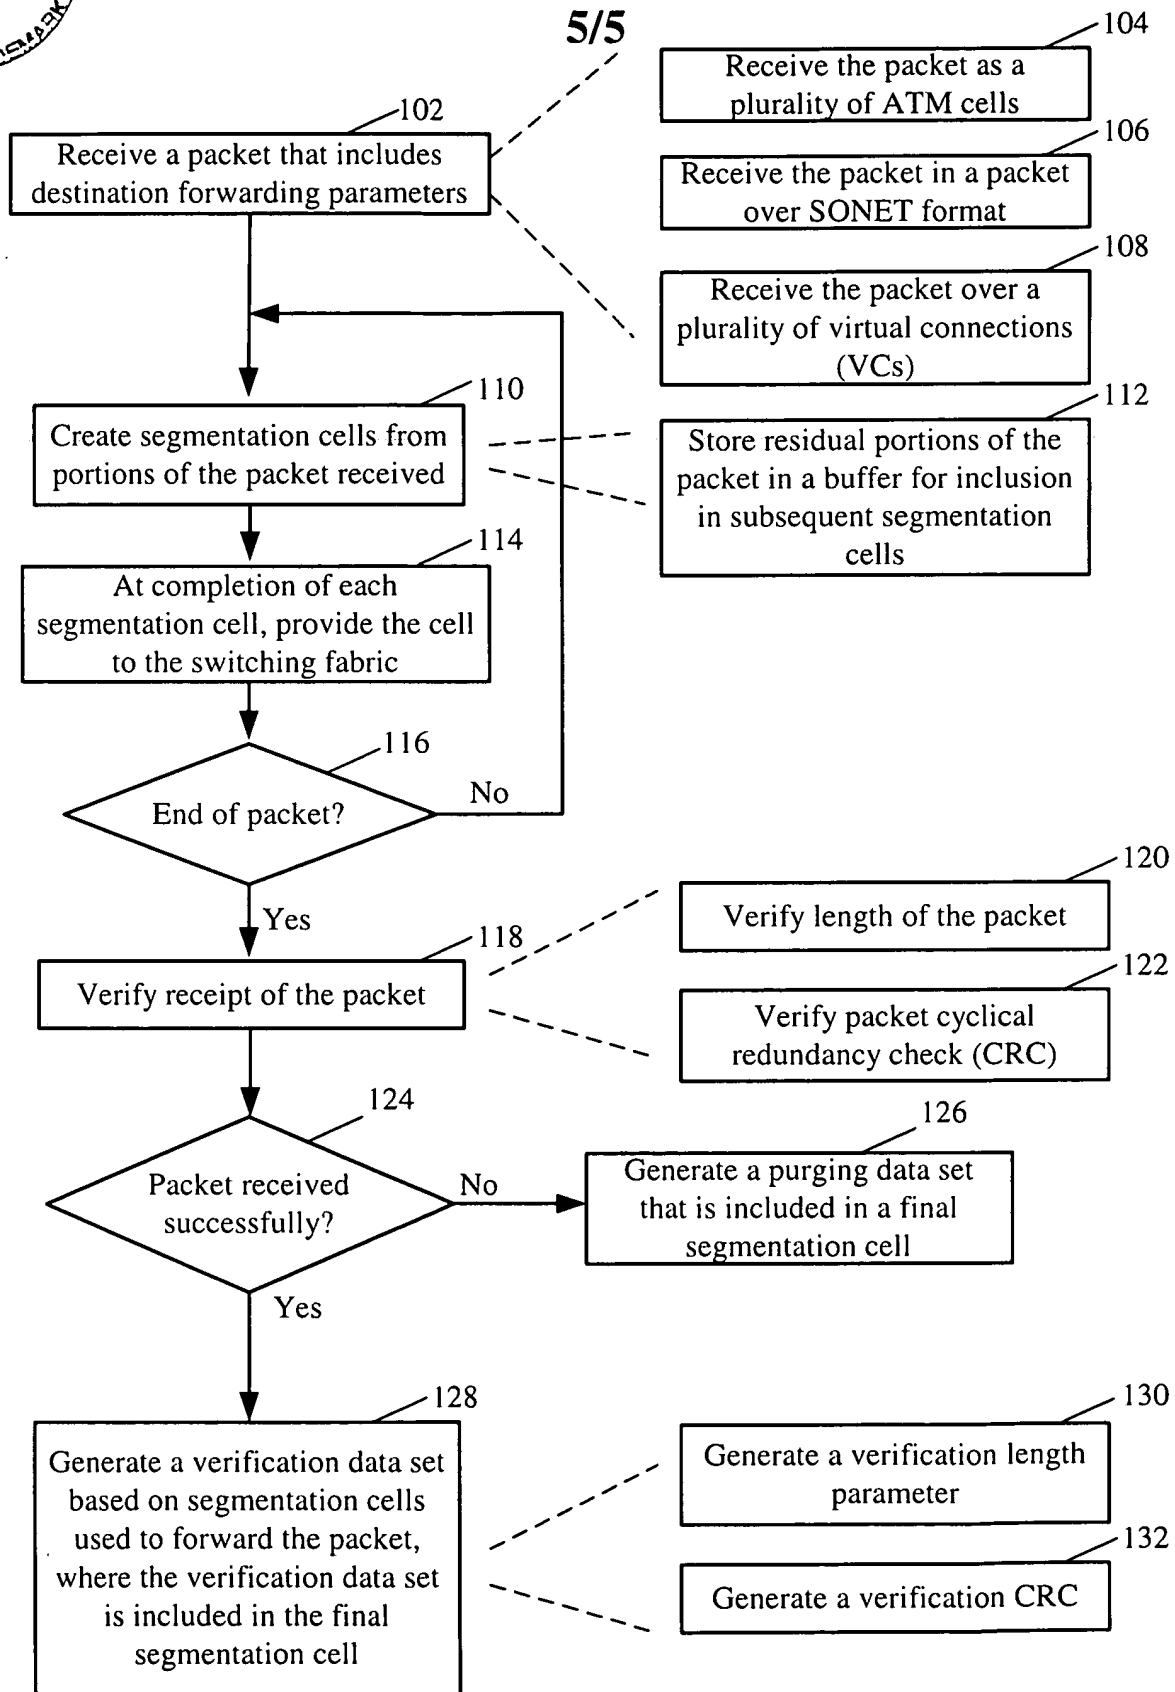 5/5
102
Receive a packet that includes
destination forwarding parameters
104
Receive the packet as a
plurality of ATM cells
106
Receive the packet in a packet
over SONET format
108
Receive the packet over a
plurality of virtual connections
(VCs)
110
Create segmentation cells from
portions of the packet received
112
Store residual portions of the
packet in a buffer for inclusion
in subsequent segmentation
cells
114
At completion of each
segmentation cell, provide the cell
to the switching fabric
116
End of packet?
No
Yes
118
Verify receipt of the packet
120
Verify length of the packet
122
Verify packet cyclical
redundancy check (CRC)
124
Packet received
successfully?
No
126
Generate a purging data set
that is included in a final
segmentation cell
Yes
128
Generate a verification data set
based on segmentation cells
used to forward the packet,
where the verification data set
is included in the final
segmentation cell
130
Generate a verification length
parameter
132
Generate a verification CRC